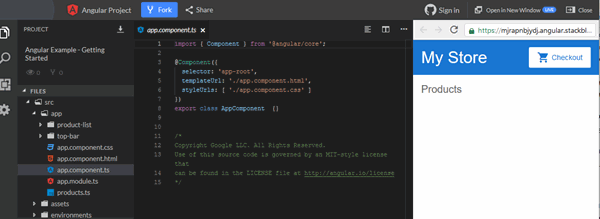 Angular Project
Fork
Share
Sign in
Open in New Window
LIVE
Close
PROJECT
Angular Example - Getting
Started
0
0
FILES
src
app
product-list
top-bar
app.component.css
app.component.html
app.component.ts
app.module.ts
products.ts
assets
environments
app.component.ts
1 import { Component } from '@angular/core';
2
3 @Component({
4 selector: 'app-root',
5 templateUrl: './app.component.html',
6 styleUrls: [ './app.component.css' ]
7 })
8 export class AppComponent {}
9
10
11 /*
12 Copyright Google LLC. All Rights Reserved.
13 Use of this source code is governed by an MIT-style license
that
14 can be found in the LICENSE file at http://angular.io/license
15 */
https://mjrapnbjydj.angular.stackbl...
My Store
Checkout
Products